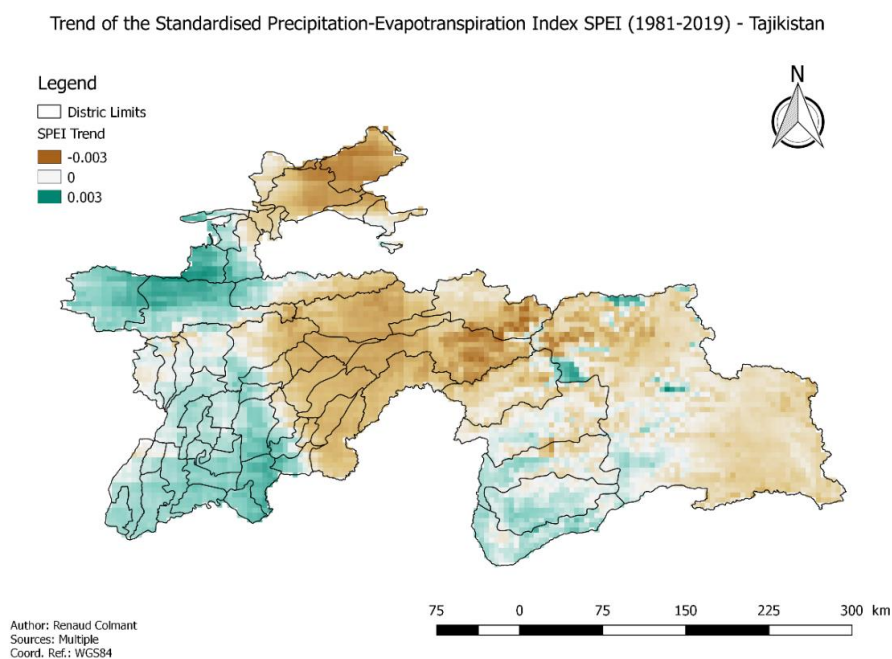 Trend of the Standardised Precipitation-Evapotranspiration Index SPEI (1981-2019) - Tajikistan
Legend
Distric Limits
SPEI Trend
-0.003
0
0.003
N
75 0 75 150 225 300 km
Author: Renaud Colmant
Sources: Multiple
Coord. Ref.: WGS84